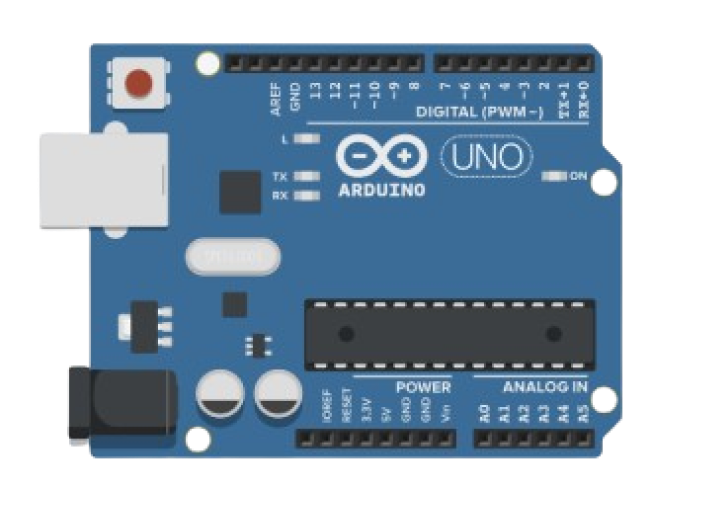 AREF
GND
13
12
~11
~10
~9
8
7
~6
~5
4
~3
2
TX→1
RX←0
DIGITAL (PWM~)
L
TX
RX
ARDUINO
UNO
ON
POWER
ANALOG IN
IOREF
RESET
3.3V
5V
GND
GND
Vin
A0
A1
A2
A3
A4
A5